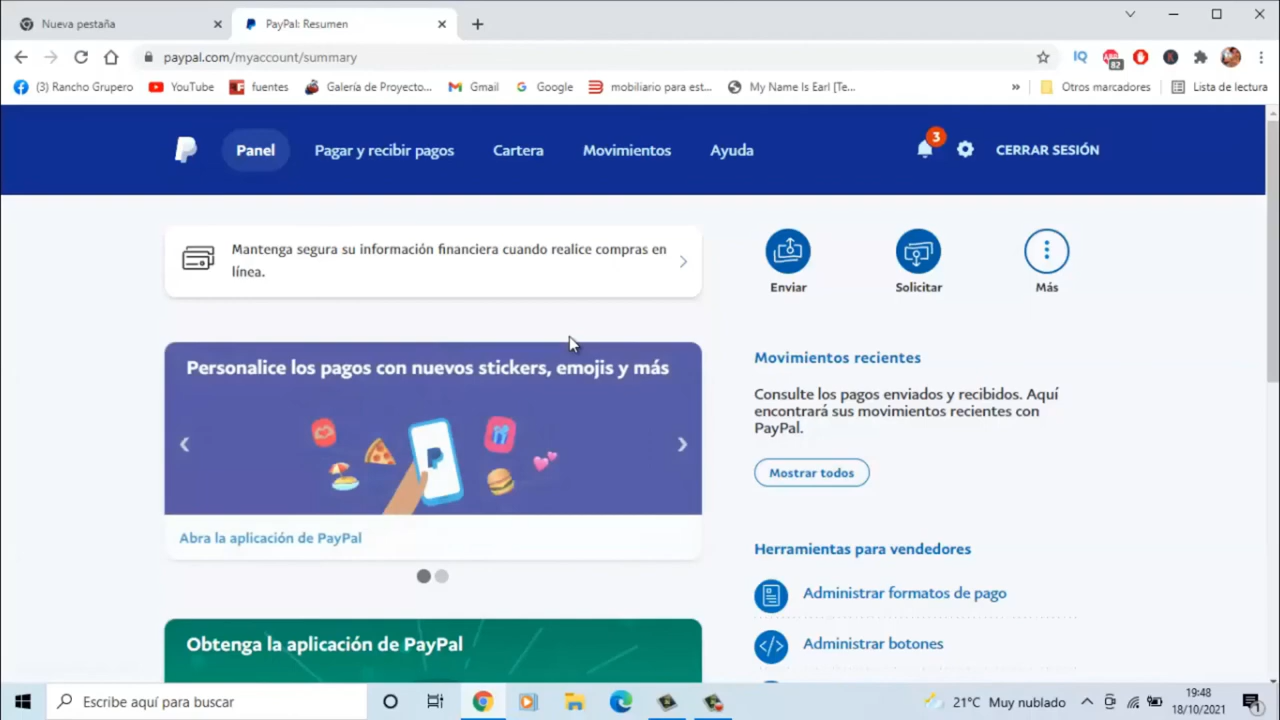 Nueva pestaña
PayPal: Resumen
paypal.com/myaccount/summary
IQ
82
(3) Rancho Grupero
YouTube
fuentes
Galería de Proyecto...
Gmail
Google
mobiliario para est...
My Name Is Earl [Te...
»
Otros marcadores
Lista de lectura
Panel
Pagar y recibir pagos
Cartera
Movimientos
Ayuda
3
CERRAR SESIÓN
Mantenga segura su información financiera cuando realice compras en
línea.
Enviar
Solicitar
Más
Personalice los pagos con nuevos stickers, emojis y más
Abra la aplicación de PayPal
Movimientos recientes
Consulte los pagos enviados y recibidos. Aquí
encontrará sus movimientos recientes con
PayPal.
Mostrar todos
Herramientas para vendedores
Administrar formatos de pago
Administrar botones
Obtenga la aplicación de PayPal
Escribe aquí para buscar
21°C Muy nublado
19:48
18/10/2021
1